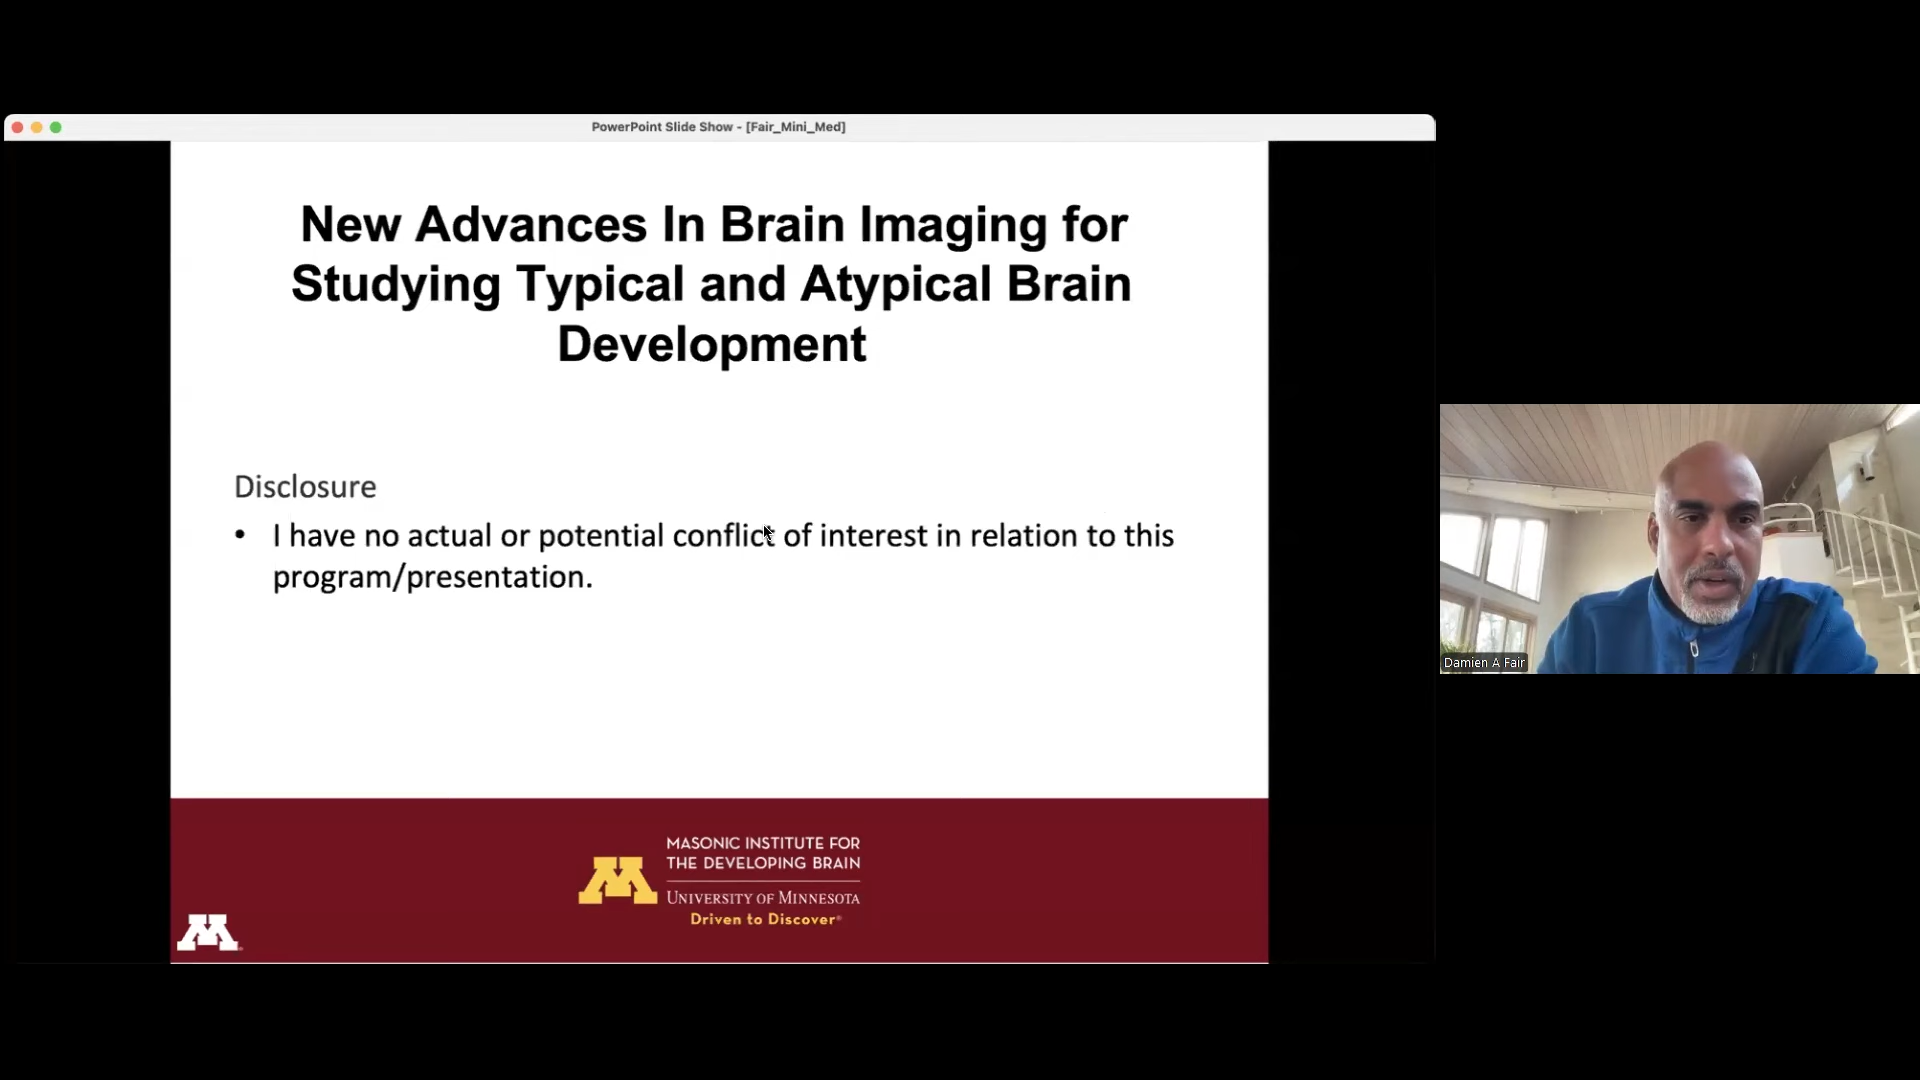 PowerPoint Slide Show - [Fair_Mini_Med]
New Advances In Brain Imaging for
Studying Typical and Atypical Brain
Development
Disclosure
• I have no actual or potential conflict of interest in relation to this
program/presentation.
MASONIC INSTITUTE FOR
THE DEVELOPING BRAIN
UNIVERSITY OF MINNESOTA
Driven to Discover®
M
M
Damien A Fair